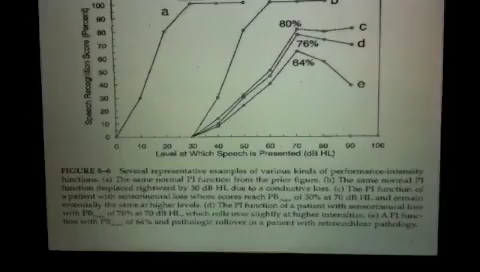 100
90
80
70
60
50
40
30
20
10
0
Speech Recognition Score (Percent)
a
b
80%
c
76%
d
64%
e
0 10 20 30 40 50 60 70 80 90 100
Level at Which Speech is Presented (dB HL)
FIGURE 8-6 Several representative examples of various kinds of performance-intensity
functions. (a) The same normal PI function from the prior figure. (b) The same normal PI
function displaced rightward by 30 dB HL due to a conductive loss. (c) The PI function of
a patient with sensorineural loss whose scores reach PBmax of 80% at 70 dB HL and remain
essentially the same at higher levels. (d) The PI function of a patient with sensorineural loss
with PBmax of 76% at 70 dB HL, which rolls over slightly at higher intensities. (e) A PI func-
tion with PBmax of 64% and pathologic rollover in a patient with retrocochlear pathology.